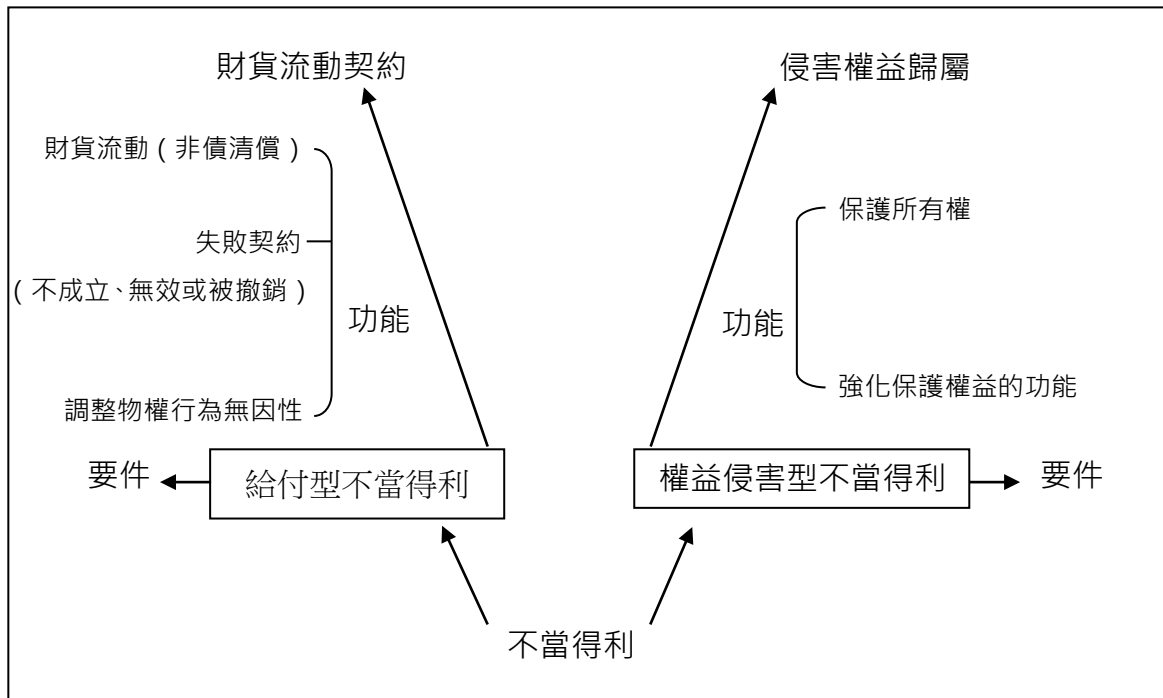 財貨流動契約
侵害權益歸屬
財貨流動（非債清償）
保護所有權
失敗契約
（不成立、無效或被撤銷）
功能
功能
調整物權行為無因性
強化保護權益的功能
要件
給付型不當得利
權益侵害型不當得利
要件
不當得利